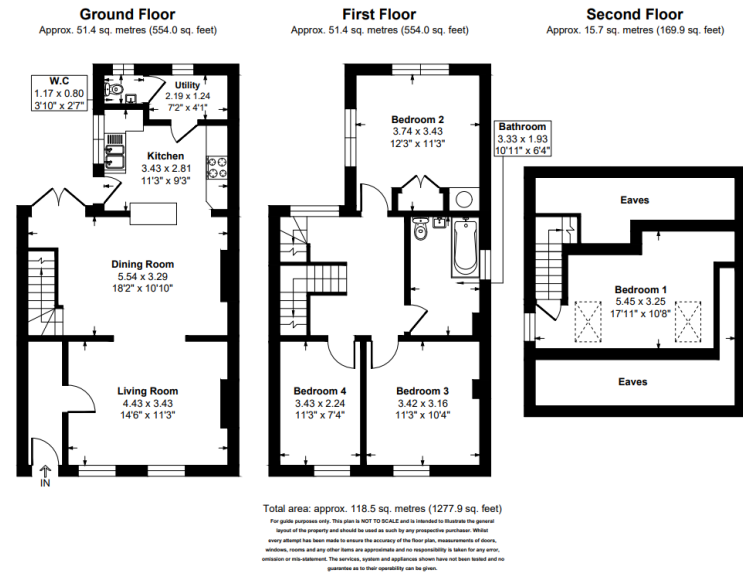 Ground Floor
Approx. 51.4 sq. metres (554.0 sq. feet)
W.C
1.17 x 0.80
3'10" x 2'7"
Utility
2.19 x 1.24
7'2" x 4'1"
Kitchen
3.43 x 2.81
11'3" x 9'3"
Dining Room
5.54 x 3.29
18'2" x 10'10"
Living Room
4.43 x 3.43
14'6" x 11'3"
IN
First Floor
Approx. 51.4 sq. metres (554.0 sq. feet)
Bedroom 2
3.74 x 3.43
12'3" x 11'3"
Bathroom
3.33 x 1.93
10'11" x 6'4"
Bedroom 4
3.43 x 2.24
11'3" x 7'4"
Bedroom 3
3.42 x 3.16
11'3" x 10'4"
Second Floor
Approx. 15.7 sq. metres (169.9 sq. feet)
Eaves
Bedroom 1
5.45 x 3.25
17'11" x 10'8"
Eaves
Total area: approx. 118.5 sq. metres (1277.9 sq. feet)
For guide purposes only. This plan is NOT TO SCALE and is intended to illustrate the general
layout of the property and should be used as such by any prospective purchaser. Whilst
every attempt has been made to ensure the accuracy of the floor plan, measurements of doors,
windows, rooms and any other items are approximate and no responsibility is taken for any error,
omission or mis-statement. The services, system and appliances shown have not been tested and no
guarantee as to their operability can be given.